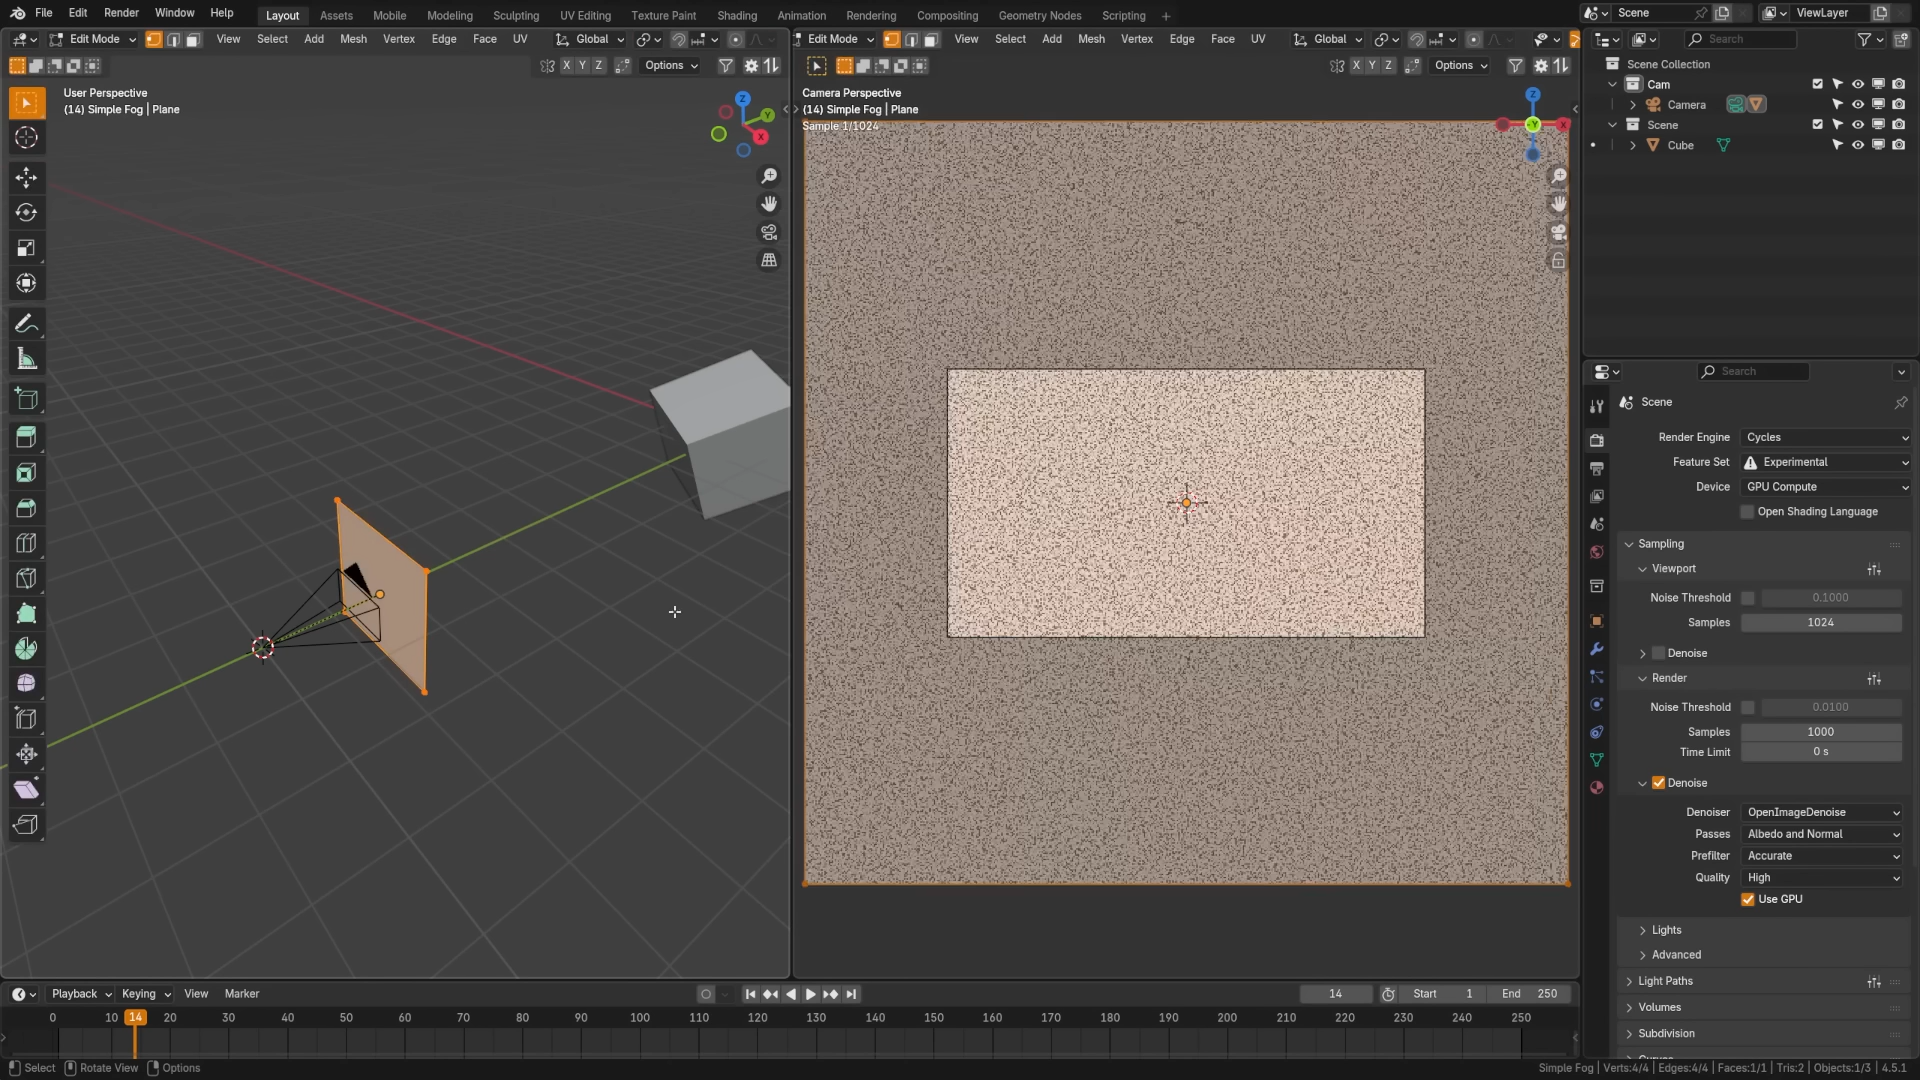 File Edit Render Window Help Layout Assets Mobile Modeling Sculpting UV Editing Texture Paint Shading Animation Rendering Compositing Geometry Nodes Scripting + Scene ViewLayer
Edit Mode View Select Add Mesh Vertex Edge Face UV Global
Edit Mode View Select Add Mesh Vertex Edge Face UV Global
Search
X Y Z Options
X Y Z Options
User Perspective
(14) Simple Fog | Plane
Z
Y
X
Camera Perspective
(14) Simple Fog | Plane
Sample 1/1024
Z
Y
X
Scene Collection
Cam
Camera
Scene
Cube
Search
Scene
Render Engine Cycles
Feature Set Experimental
Device GPU Compute
Open Shading Language
Sampling
Viewport
Noise Threshold 0.1000
Samples 1024
Denoise
Render
Noise Threshold 0.0100
Samples 1000
Time Limit 0 s
Denoise
Denoiser OpenImageDenoise
Passes Albedo and Normal
Prefilter Accurate
Quality High
Use GPU
Lights
Advanced
Light Paths
Volumes
Subdivision
Playback Keying View Marker 14 Start 1 End 250
0 10 14 20 30 40 50 60 70 80 90 100 110 120 130 140 150 160 170 180 190 200 210 220 230 240 250
Select Rotate View Options Simple Fog | Verts:4/4 | Edges:4/4 | Faces:1/1 | Tris:2 | Objects:1/3 | 4.5.1